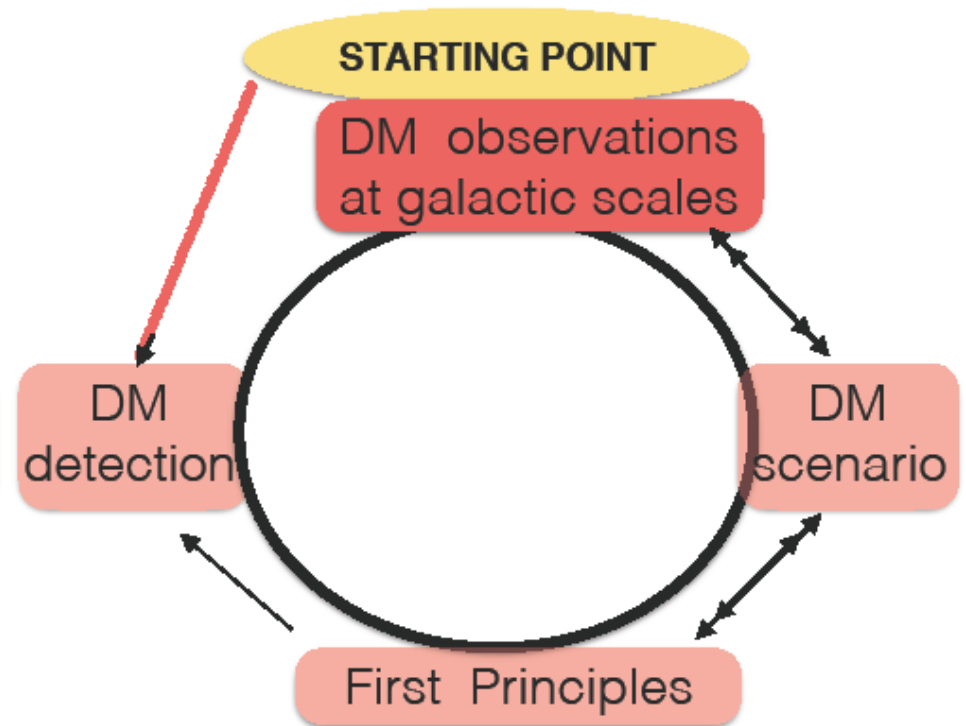 STARTING POINT
DM observations
at galactic scales
DM
detection
DM
scenario
First Principles